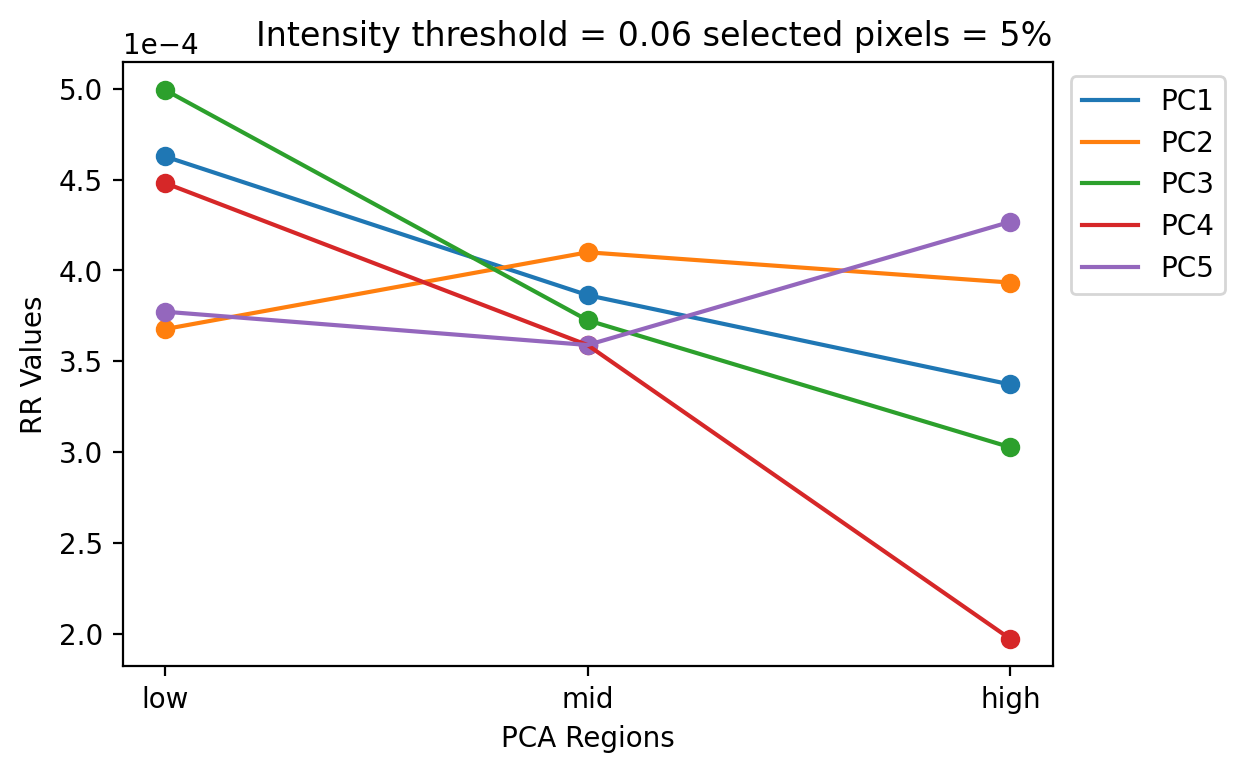 Intensity threshold = 0.06 selected pixels = 5%
1e−4
5.0
4.5
4.0
3.5
3.0
2.5
2.0
RR Values
low
mid
high
PCA Regions
PC1
PC2
PC3
PC4
PC5